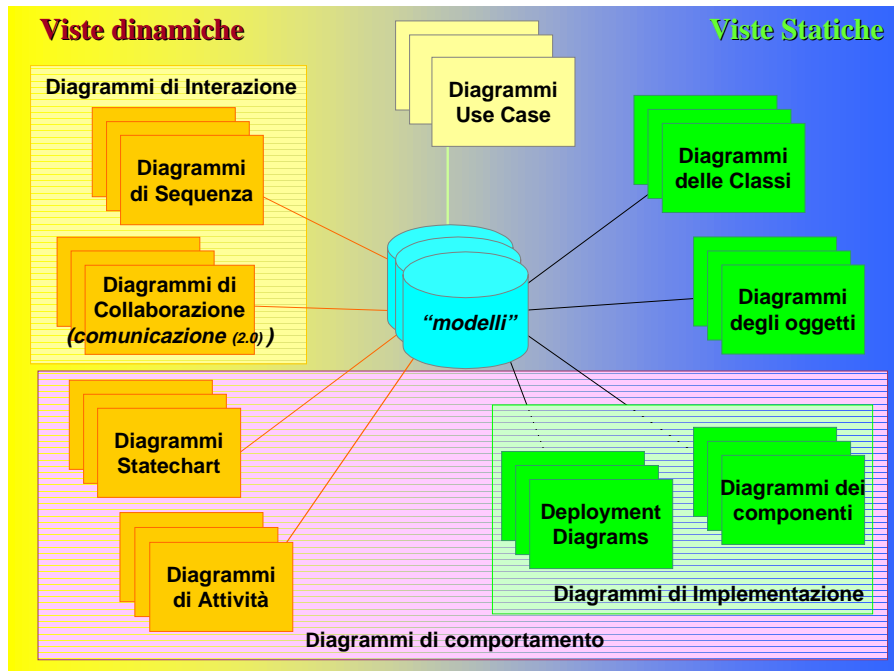 Viste dinamiche
Viste Statiche
Diagrammi di Interazione
Diagrammi
Use Case
Diagrammi
di Sequenza
Diagrammi
delle Classi
Diagrammi di
Collaborazione
(comunicazione (2.0) )
“modelli”
Diagrammi
degli oggetti
Diagrammi
Statechart
Deployment
Diagrams
Diagrammi dei
componenti
Diagrammi
di Attività
Diagrammi di Implementazione
Diagrammi di comportamento